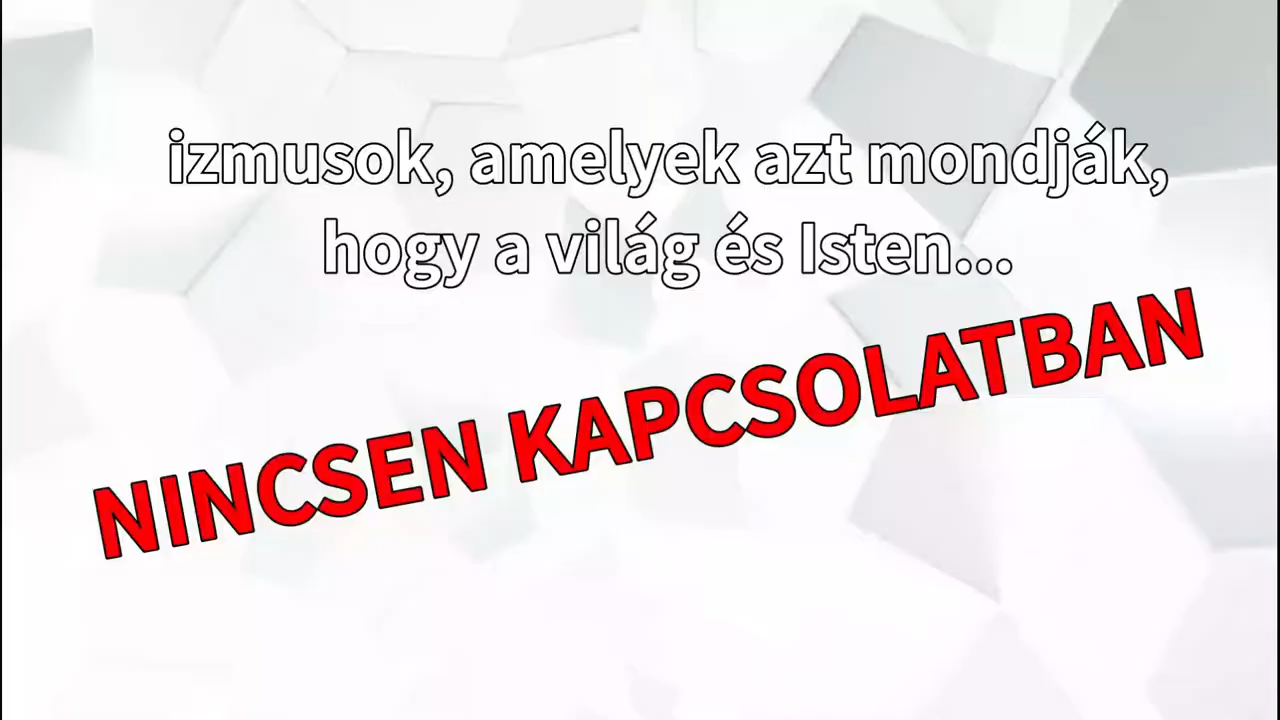 izmusok, amelyek azt mondják,
hogy a világ és Isten...
NINCSEN KAPCSOLATBAN